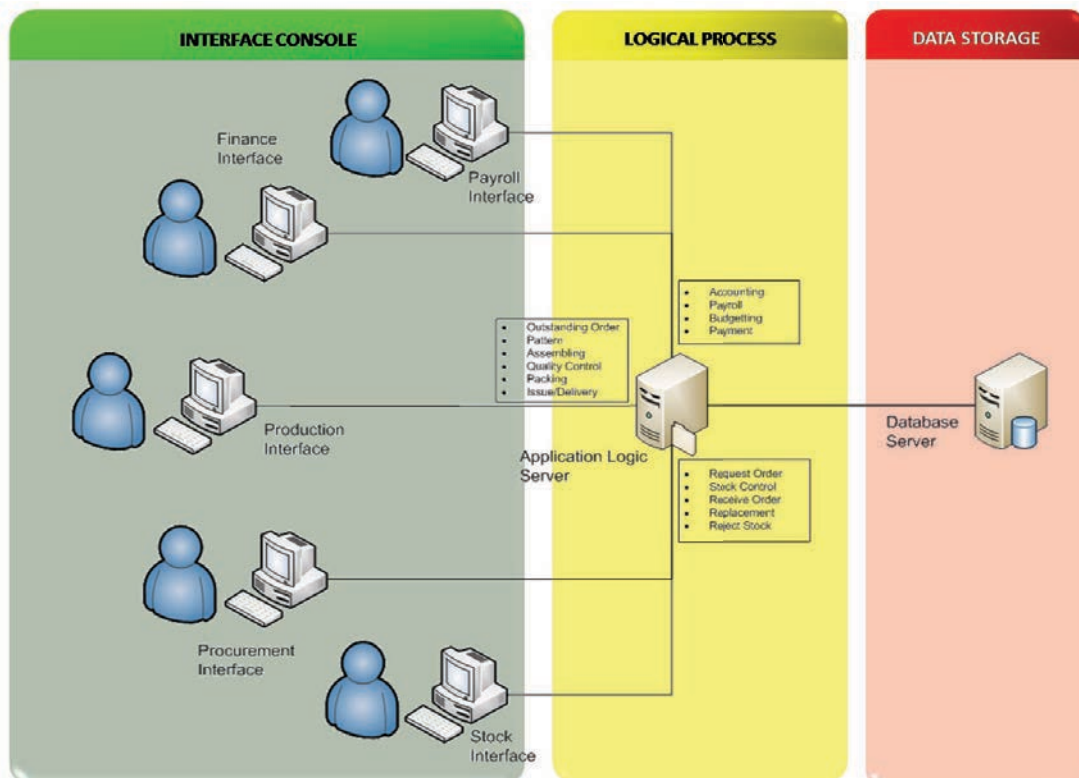 INTERFACE CONSOLE
LOGICAL PROCESS
DATA STORAGE
Finance
Interface
Payroll
Interface
• Accounting
• Payroll
• Budgetting
• Payment
• Outstanding Order
• Pattern
• Assembling
• Quality Control
• Packing
• Issue/Delivery
Production
Interface
Application Logic
Server
Database
Server
• Request Order
• Stock Control
• Receive Order
• Replacement
• Reject Stock
Procurement
Interface
Stock
Interface